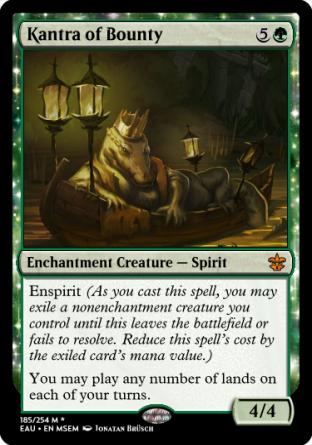 Kantra of Bounty 5
Enchantment Creature — Spirit
Enspirit (As you cast this spell, you may
exile a nonenchantment creature you
control until this leaves the battlefield or
fails to resolve. Reduce this spell's cost by
the exiled card's mana value.)
You may play any number of lands on
each of your turns.
4/4
185/254 M *
EAU • EN MSEM Jonatan Brüsch